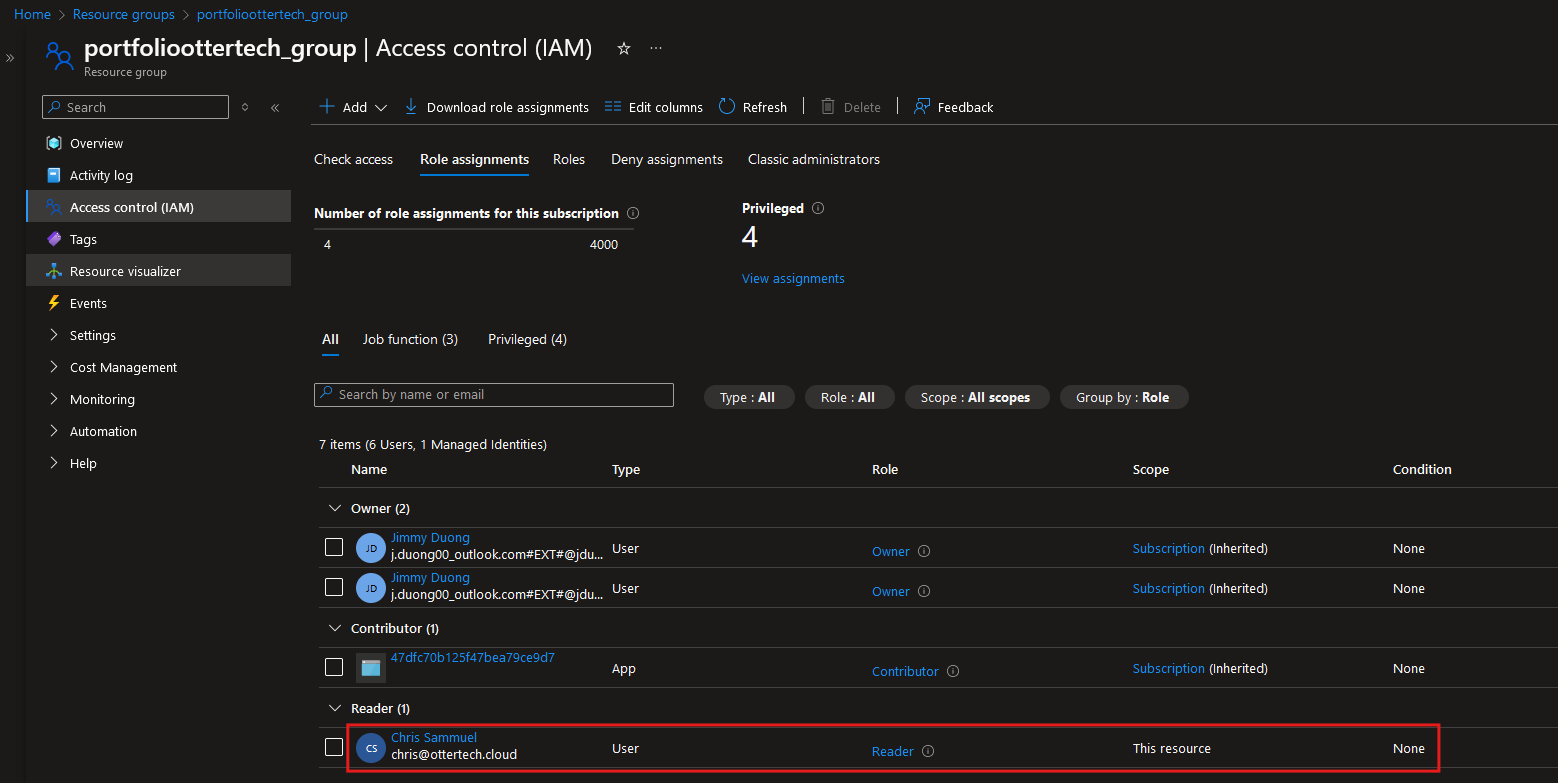 Home > Resource groups > portfolioottertech_group
portfolioottertech_group | Access control (IAM) ☆ ···
Resource group
Search
Add Download role assignments Edit columns Refresh Delete Feedback
Overview
Activity log
Access control (IAM)
Tags
Resource visualizer
Events
Settings
Cost Management
Monitoring
Automation
Help
Check access Role assignments Roles Deny assignments Classic administrators
Number of role assignments for this subscription
4 4000
Privileged
4
View assignments
All Job function (3) Privileged (4)
Search by name or email
Type : All Role : All Scope : All scopes Group by : Role
7 items (6 Users, 1 Managed Identities)
Name Type Role Scope Condition
Owner (2)
JD Jimmy Duong
j.duong00_outlook.com#EXT#@jdu... User Owner Subscription (Inherited) None
JD Jimmy Duong
j.duong00_outlook.com#EXT#@jdu... User Owner Subscription (Inherited) None
Contributor (1)
47dfc70b125f47bea79ce9d7
App Contributor Subscription (Inherited) None
Reader (1)
CS Chris Sammuel
chris@ottertech.cloud User Reader This resource None